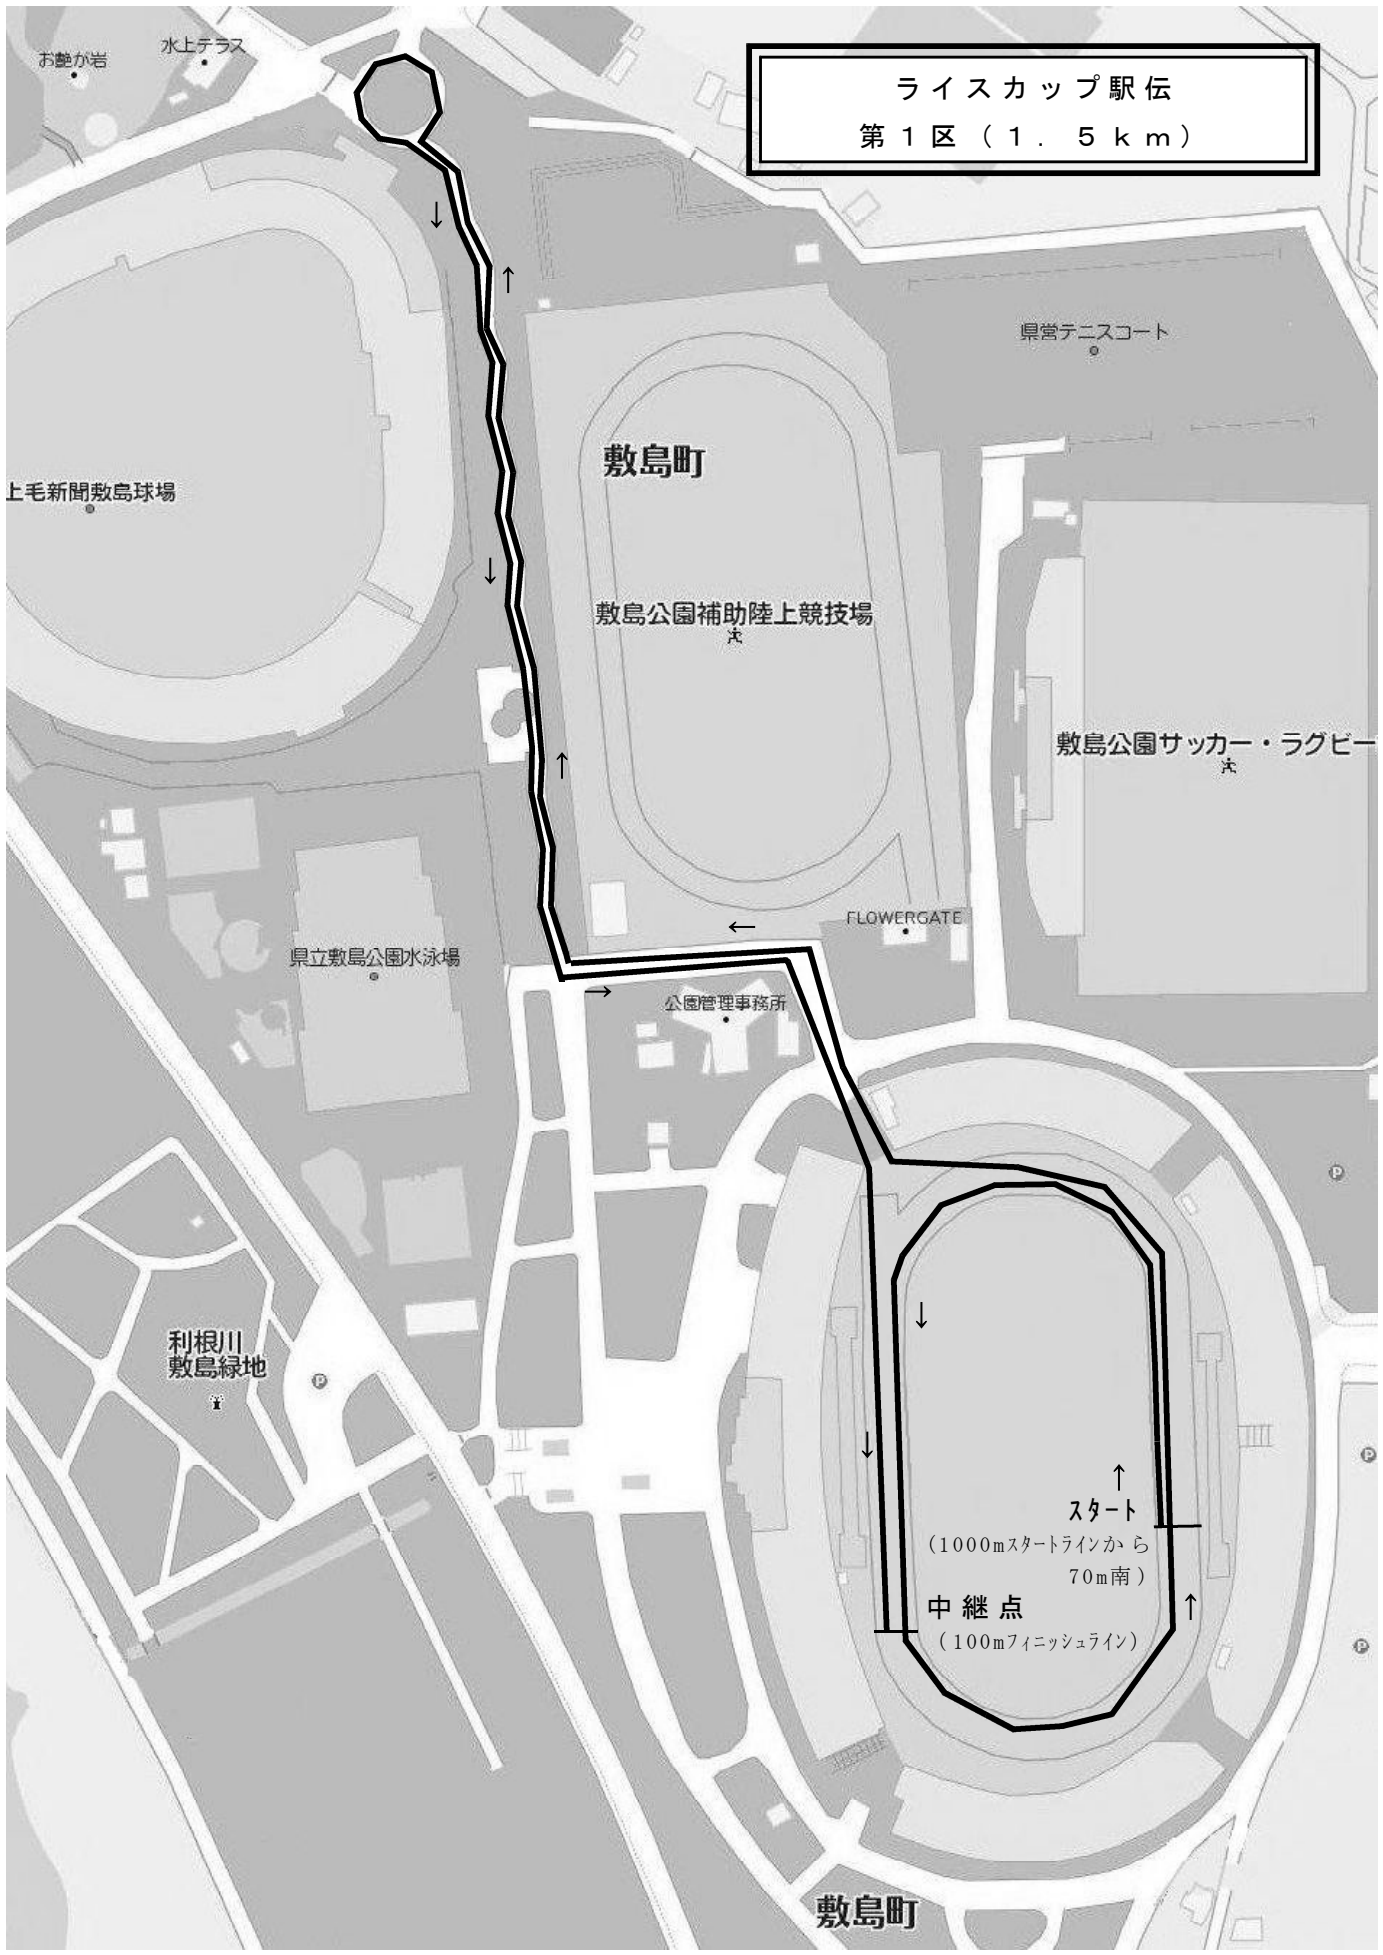 お艶が岩
水上テラス
ライスカップ駅伝
第1区（1．5km）
↓
↑
県営テニスコート
敷島町
上毛新聞敷島球場
↓
敷島公園補助陸上競技場
敷島公園サッカー・ラグビー
↑
FLOWERGATE
←
県立敷島公園水泳場
→
公園管理事務所
P
↓
利根川
敷島緑地
P
↓
P
↑
スタート
(1000mスタートラインから
70m南)
中継点
(100mフィニッシュライン)
↑
P
敷島町